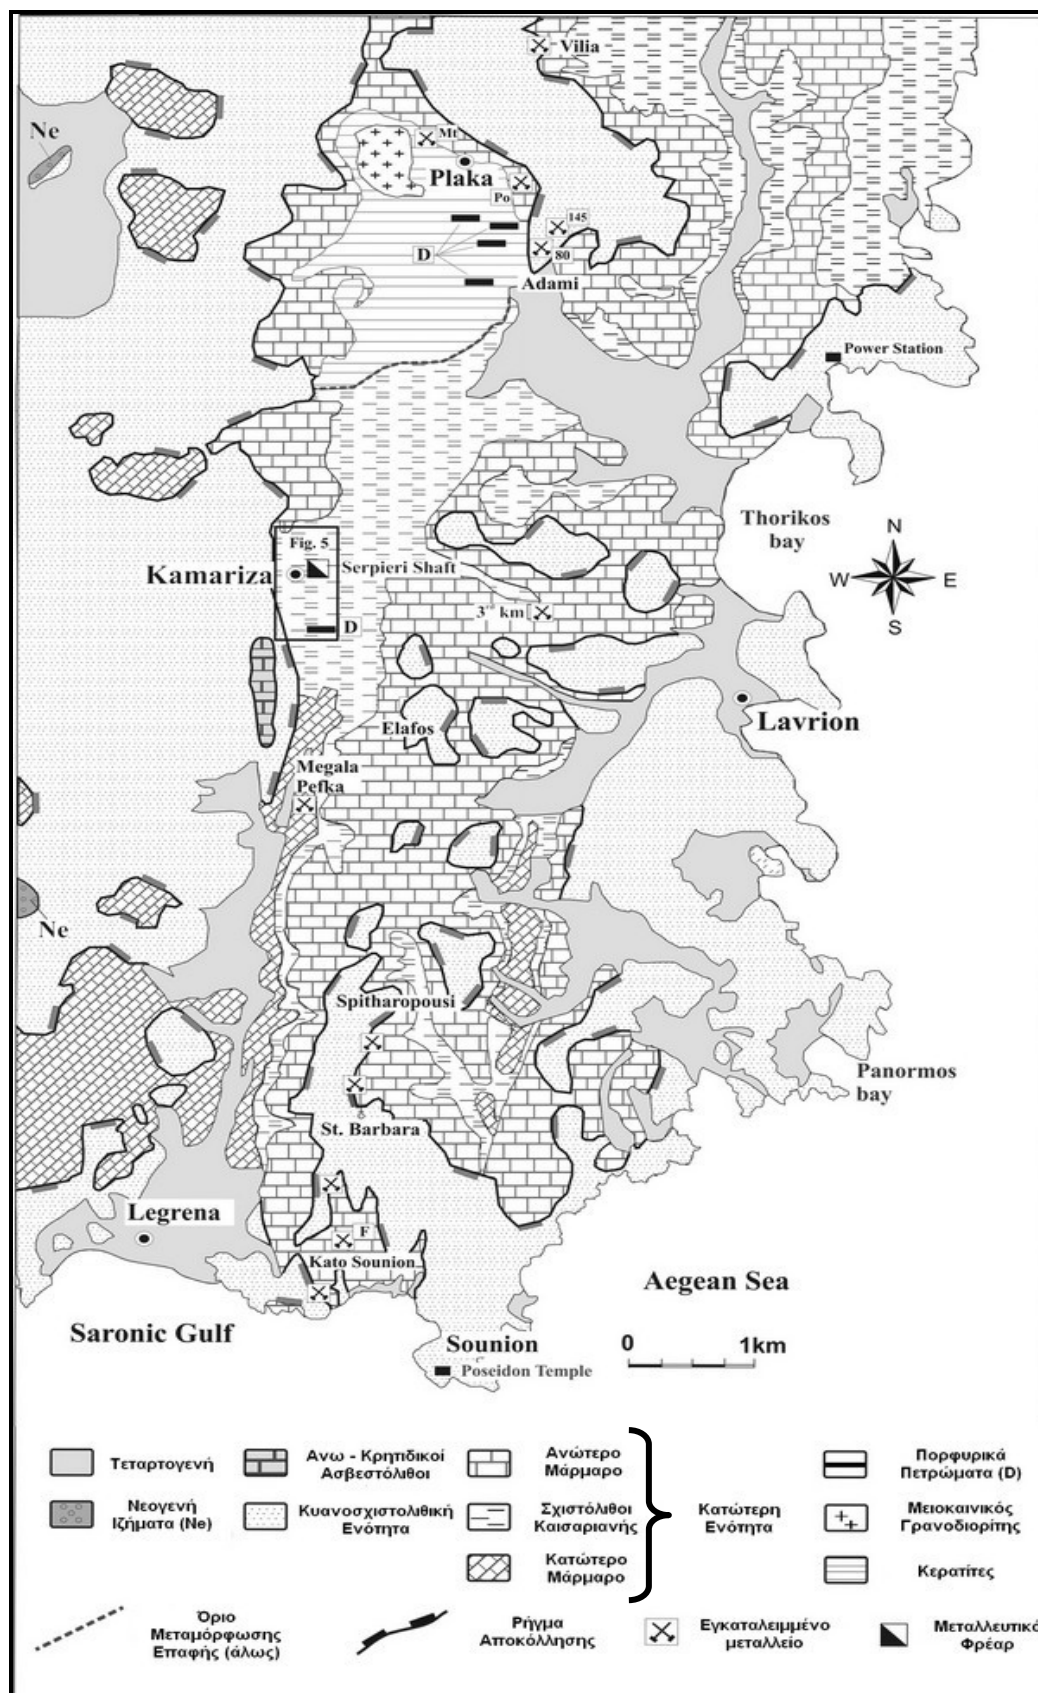 Vilia
Ne
Mt
Plaka
Po
145
D
80
Adami
Power Station
Thorikos
bay
N
Fig. 5
Kamariza
Serpieri Shaft
W
E
3rd km
S
D
Lavrion
Elafos
Megala
Pefka
Ne
Spitharopousi
Panormos
bay
St. Barbara
Legrena
F
Kato Sounion
Aegean Sea
Saronic Gulf
Sounion
0 1km
Poseidon Temple
Τεταρτογενή
Ανω - Κρητιδικοί
Ασβεστόλιθοι
Ανώτερο
Μάρμαρο
Πορφυρικά
Πετρώματα (D)
Νεογενή
Ιζήματα (Ne)
Κυανοσχιστολιθική
Ενότητα
Σχιστόλιθοι
Καισαριανής
Κατώτερη
Ενότητα
Μειοκαινικός
Γρανοδιορίτης
Κατώτερο
Μάρμαρο
Κερατίτες
Όριο
Μεταμόρφωσης
Επαφής (άλως)
Ρήγμα
Αποκόλλησης
Εγκαταλειμμένο
μεταλλείο
Μεταλλευτικό
Φρέαρ